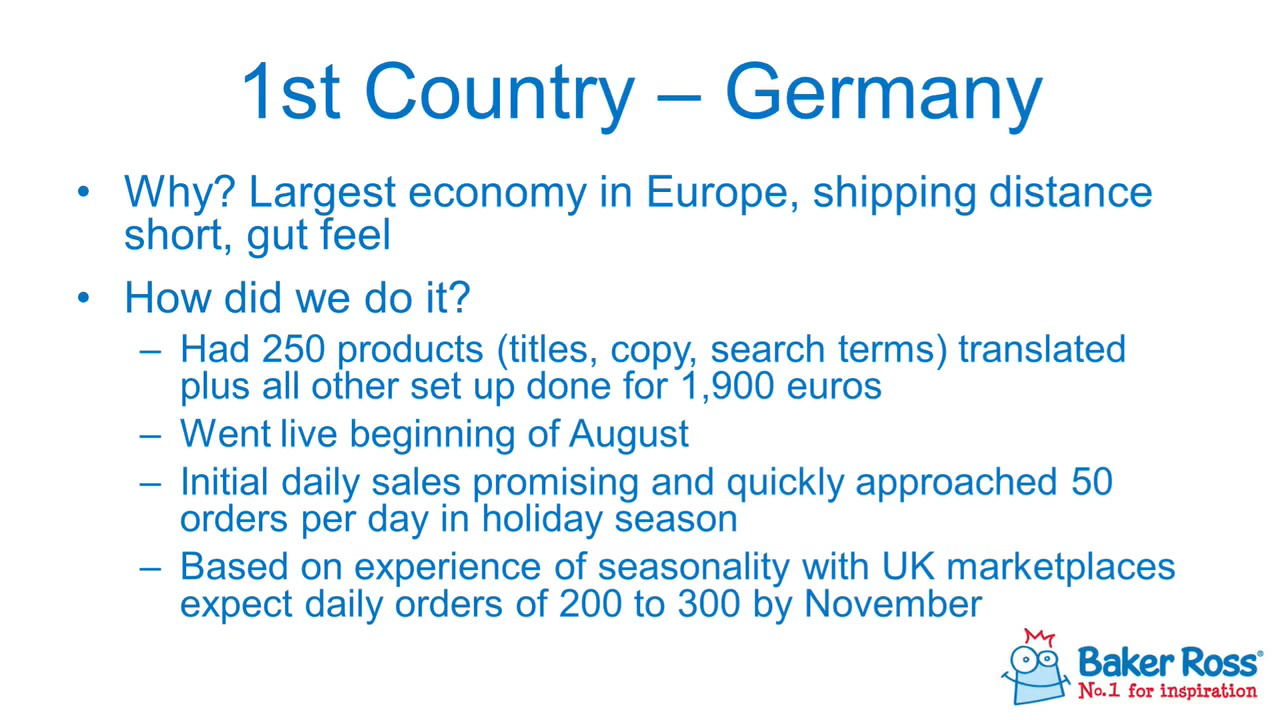 1st Country – Germany
• Why? Largest economy in Europe, shipping distance
short, gut feel
• How did we do it?
– Had 250 products (titles, copy, search terms) translated
plus all other set up done for 1,900 euros
– Went live beginning of August
– Initial daily sales promising and quickly approached 50
orders per day in holiday season
– Based on experience of seasonality with UK marketplaces
expect daily orders of 200 to 300 by November
Baker Ross®
No.1 for inspiration